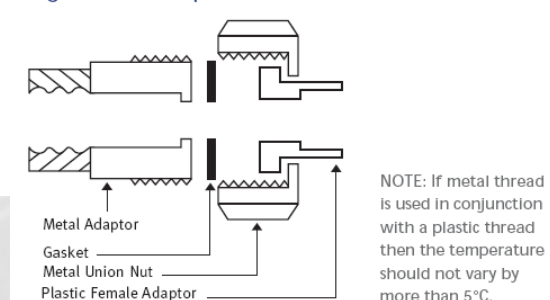 Metal Adaptor
Gasket
Metal Union Nut
Plastic Female Adaptor
NOTE: If metal thread
is used in conjunction
with a plastic thread
then the temperature
should not vary by
more than 5°C.